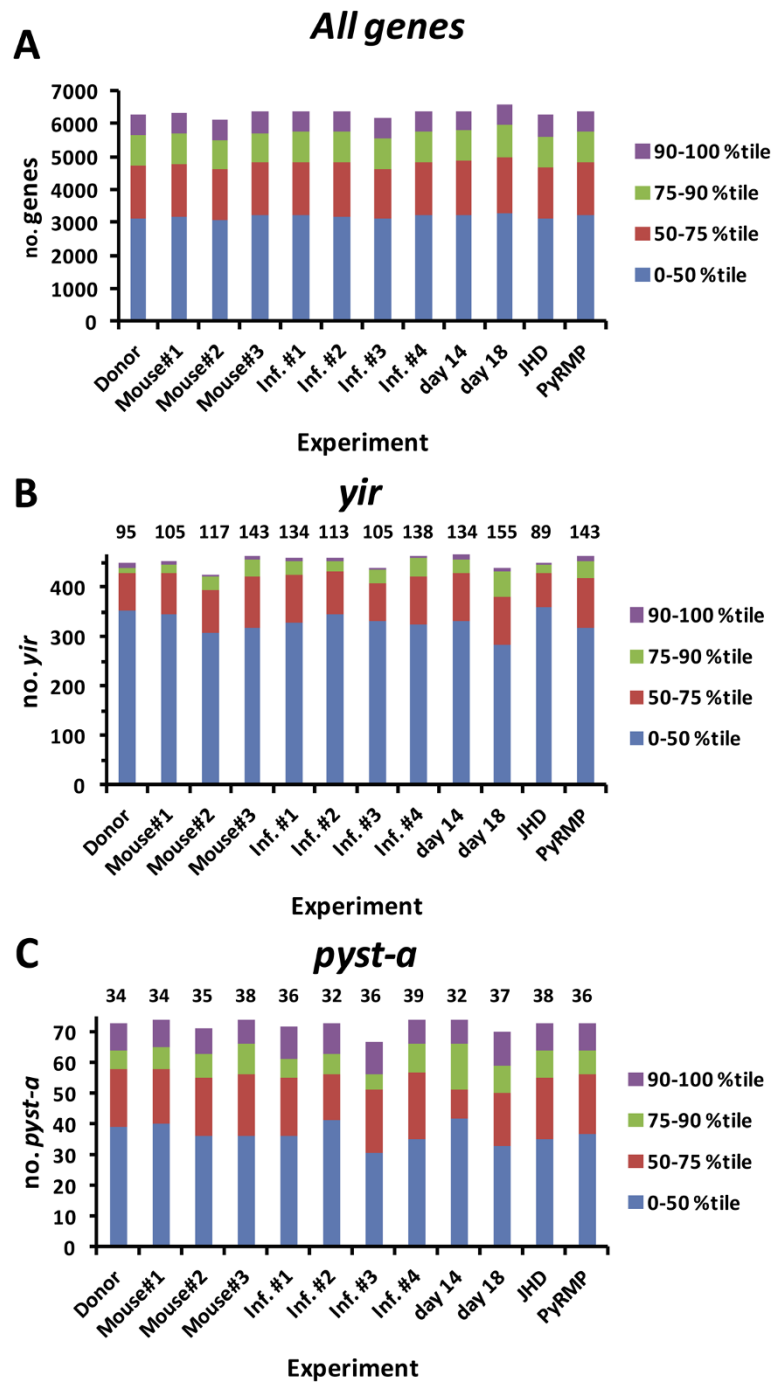 A
All genes
7000
6000
5000
4000
3000
2000
1000
0
no. genes
90-100 %tile
75-90 %tile
50-75 %tile
0-50 %tile
Donor
Mouse#1
Mouse#2
Mouse#3
Inf. #1
Inf. #2
Inf. #3
Inf. #4
day 14
day 18
JHD
PyRMP
Experiment
B
yir
95 105 117 143 134 113 105 138 134 155 89 143
400
300
200
100
0
no. yir
90-100 %tile
75-90 %tile
50-75 %tile
0-50 %tile
Donor
Mouse#1
Mouse#2
Mouse#3
Inf. #1
Inf. #2
Inf. #3
Inf. #4
day 14
day 18
JHD
PyRMP
Experiment
C
pyst-a
34 34 35 38 36 32 36 39 32 37 38 36
70
60
50
40
30
20
10
0
no. pyst-a
90-100 %tile
75-90 %tile
50-75 %tile
0-50 %tile
Donor
Mouse#1
Mouse#2
Mouse#3
Inf. #1
Inf. #2
Inf. #3
Inf. #4
day 14
day 18
JHD
PyRMP
Experiment